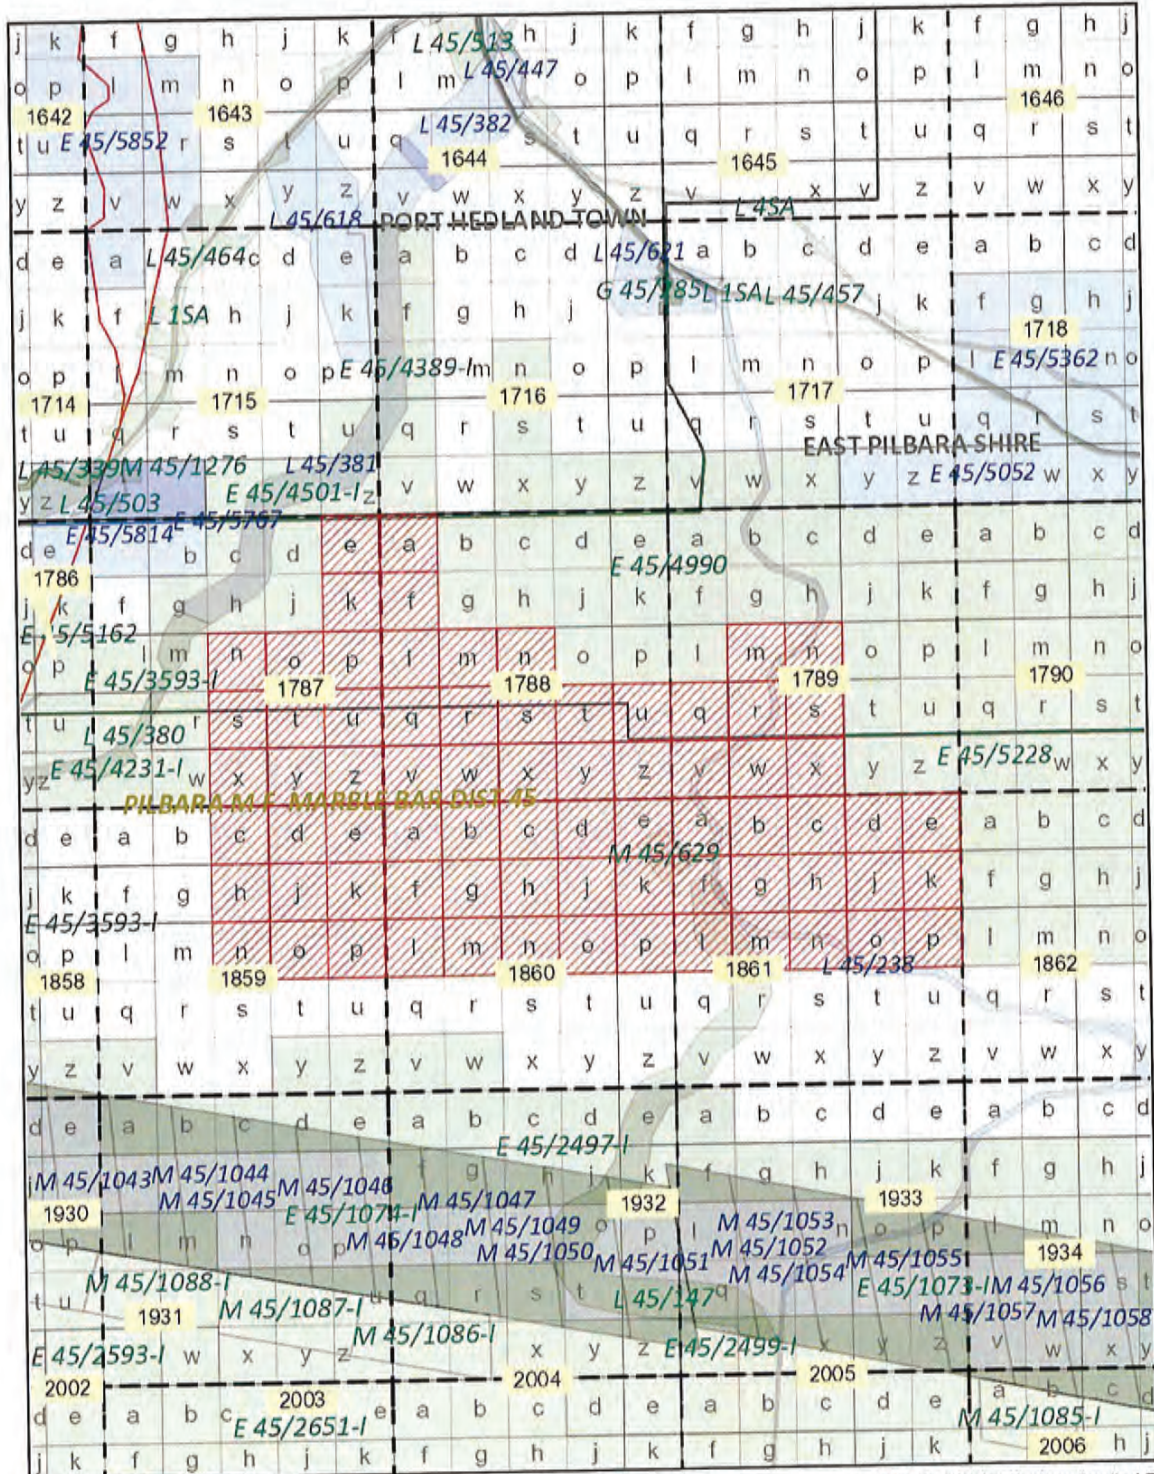 j k f g h j k f L 45/513 h j k f g h j k f g h j
o p l m n o p l m L 45/447 o p l m n o p l m n o
1642 1643 1646
t u E 45/5852 r s t u q L 45/382 s t u q r s t u q r s t
1644 1645
y z v w x y z v w x y z v x y z v w x y
L 45/618 PORT HEDLAND TOWN L 4SA
d e a L 45/464 c d e a b c d L 45/621 a b c d e a b c d
G 45/285 L 1SA L 45/457
j k f L 1SA h j k f g h j j k f g h j
1718
o p l m n o p E 45/4389-I m n o p l m n o p l E 45/5362 n o
1714 1715 1716 1717
t u q r s t u q r s t u q r s t u q r s t
EAST PILBARA SHIRE
L 45/339 M 45/1276 L 45/381
y z L 45/503 E 45/4501-I z v w x y z v w x y z E 45/5052 w x y
E 45/5814 E 45/5767
d e b c d e a b c d e a b c d e a b c d
1786 E 45/4990
j k f g h j k f g h j k f g h j k f g h j
E 45/5162
o p l m n o p l m n o p l m n o p l m n o
E 45/3593-I 1787 1788 1789 1790
t u r s t u q r s t u q r s t u q r s t
L 45/380
y z E 45/4231-I w x y z v w x y z v w x y z E 45/5228 w x y
PILBARA M F MARBLE BAR DIST 45
d e a b c d e a b c d e a b c d e a b c d
M 45/629
j k f g h j k f g h j k f g h j k f g h j
E 45/3593-I
o p l m n o p l m n o p l m n o p l m n o
1858 1859 1860 1861 L 45/238 1862
t u q r s t u q r s t u q r s t u q r s t
y z v w x y z v w x y z v w x y z v w x y
d e a b c d e a b c d e a b c d e a b c d
E 45/2497-I
j M 45/1043 M 45/1044 f g h j k f g h j k f g h j
M 45/1045 M 45/1046 M 45/1047
1930 E 45/1074-I 1932 1933
o p l m n o p M 45/1048 M 45/1049 o p l M 45/1053 n o p l m n o
M 45/1050 M 45/1051 M 45/1052 M 45/1055 1934
M 45/1054
t u M 45/1088-I u q r s t L 45/147 q E 45/1073-I M 45/1056 s t
1931 M 45/1087-I M 45/1057 M 45/1058
M 45/1086-I
E 45/2593-I w x y z x y z E 45/2499-I x y z v w x y
2002 2003 2004 2005
d e a b c e a b c d e a b c d e a b c d
E 45/2651-I M 45/1085-I
j k f g h j k f g h j k f g h j k 2006 h j